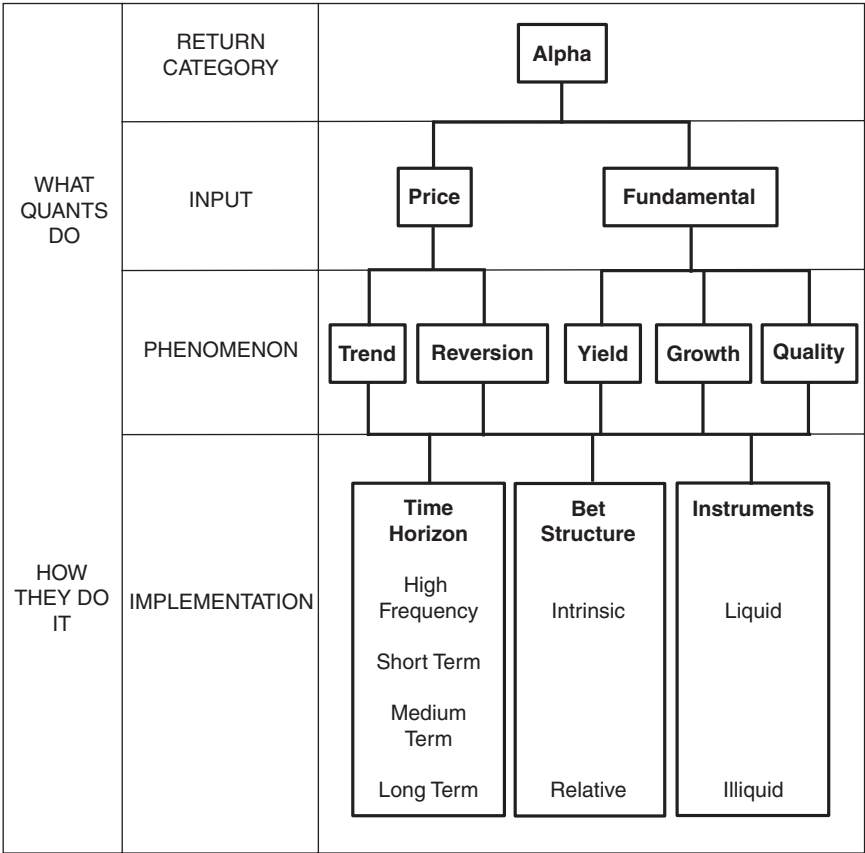 RETURN
CATEGORY
Alpha
WHAT
QUANTS
DO
INPUT
Price
Fundamental
PHENOMENON
Trend
Reversion
Yield
Growth
Quality
HOW
THEY DO
IT
IMPLEMENTATION
Time
Horizon
High
Frequency
Short Term
Medium
Term
Long Term
Bet
Structure
Intrinsic
Relative
Instruments
Liquid
Illiquid